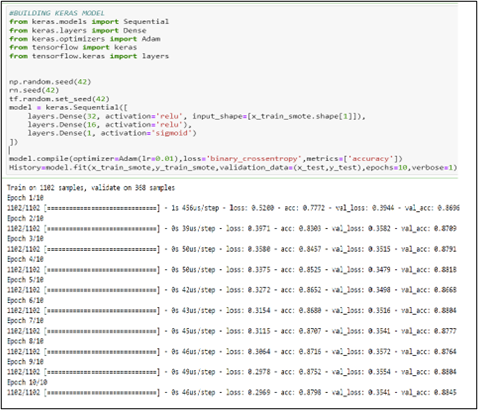 #BUILDING KERAS MODEL
from keras.models import Sequential
from keras.layers import Dense
from keras.optimizers import Adam
from tensorflow import keras
from tensorflow.keras import layers
np.random.seed(42)
rn.seed(42)
tf.random.set_seed(42)
model = keras.Sequential([
layers.Dense(32, activation='relu', input_shape=[x_train_smote.shape[1]]),
layers.Dense(16, activation='relu'),
layers.Dense(1, activation='sigmoid')
])
model.compile(optimizer=Adam(lr=0.01),loss='binary_crossentropy',metrics=['accuracy'])
History=model.fit(x_train_smote,y_train_smote,validation_data=(x_test,y_test),epochs=10,verbose=1)
Train on 1102 samples, validate on 368 samples
Epoch 1/10
1102/1102 [==============================] - 1s 436us/step - loss: 0.5200 - acc: 0.7772 - val_loss: 0.3944 - val_acc: 0.8696
Epoch 2/10
1102/1102 [==============================] - 0s 39us/step - loss: 0.3971 - acc: 0.8303 - val_loss: 0.3582 - val_acc: 0.8709
Epoch 3/10
1102/1102 [==============================] - 0s 50us/step - loss: 0.3580 - acc: 0.8457 - val_loss: 0.3515 - val_acc: 0.8791
Epoch 4/10
1102/1102 [==============================] - 0s 50us/step - loss: 0.3375 - acc: 0.8525 - val_loss: 0.3479 - val_acc: 0.8818
Epoch 5/10
1102/1102 [==============================] - 0s 42us/step - loss: 0.3272 - acc: 0.8652 - val_loss: 0.3498 - val_acc: 0.8668
Epoch 6/10
1102/1102 [==============================] - 0s 43us/step - loss: 0.3154 - acc: 0.8680 - val_loss: 0.3516 - val_acc: 0.8804
Epoch 7/10
1102/1102 [==============================] - 0s 45us/step - loss: 0.3115 - acc: 0.8707 - val_loss: 0.3541 - val_acc: 0.8777
Epoch 8/10
1102/1102 [==============================] - 0s 46us/step - loss: 0.3064 - acc: 0.8716 - val_loss: 0.3572 - val_acc: 0.8764
Epoch 9/10
1102/1102 [==============================] - 0s 49us/step - loss: 0.2978 - acc: 0.8752 - val_loss: 0.3554 - val_acc: 0.8804
Epoch 10/10
1102/1102 [==============================] - 0s 46us/step - loss: 0.2969 - acc: 0.8798 - val_loss: 0.3541 - val_acc: 0.8845